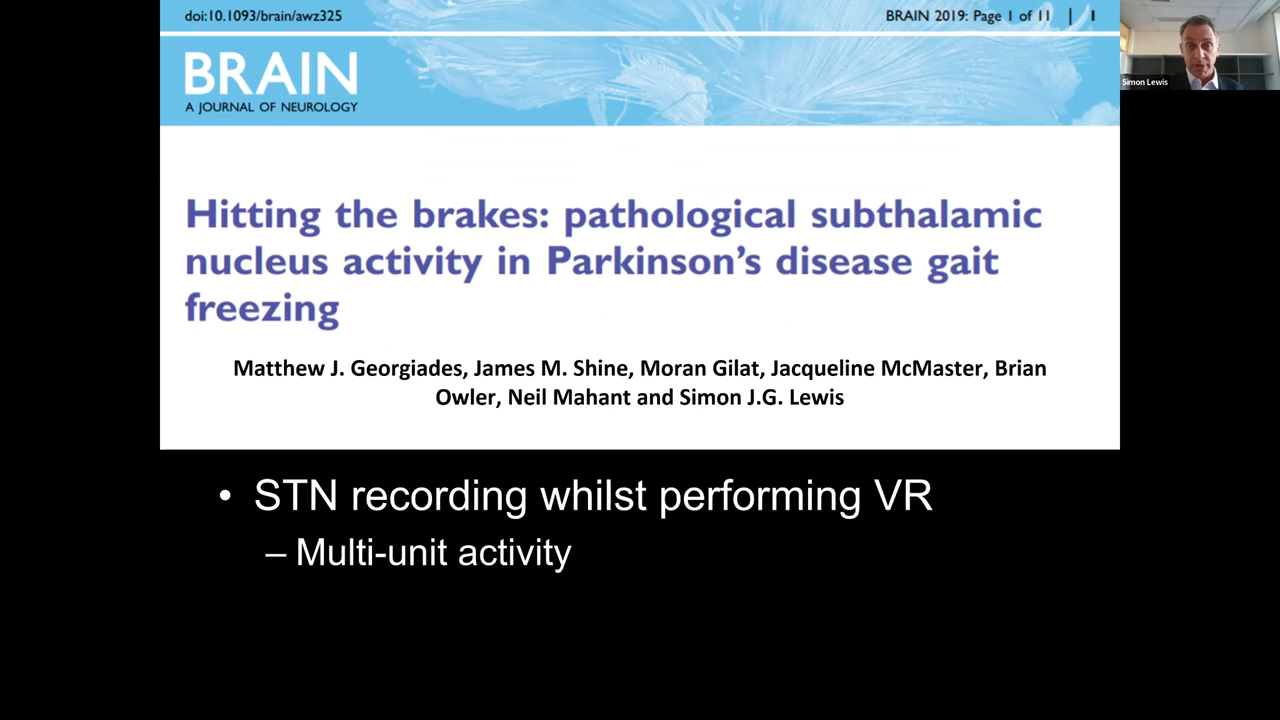 doi:10.1093/brain/awz325
BRAIN 2019: Page 1 of 11 | 1
BRAIN
A JOURNAL OF NEUROLOGY
Simon Lewis
Hitting the brakes: pathological subthalamic
nucleus activity in Parkinson’s disease gait
freezing
Matthew J. Georgiades, James M. Shine, Moran Gilat, Jacqueline McMaster, Brian
Owler, Neil Mahant and Simon J.G. Lewis
• STN recording whilst performing VR
– Multi-unit activity